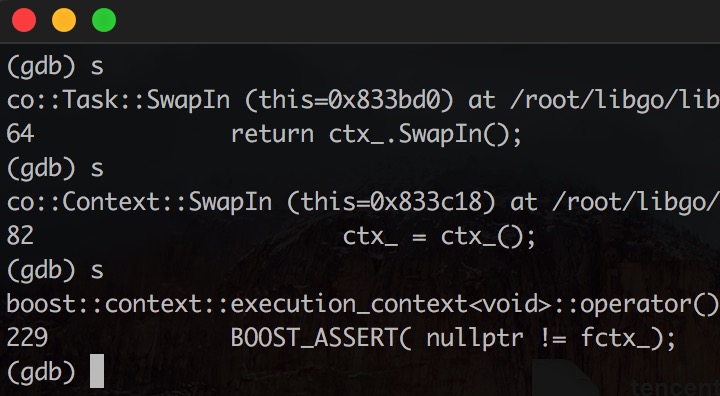 (gdb) s
co::Task::SwapIn (this=0x833bd0) at /root/libgo/lib
64              return ctx_.SwapIn();
(gdb) s
co::Context::SwapIn (this=0x833c18) at /root/libgo/
82                      ctx_ = ctx_();
(gdb) s
boost::context::execution_context<void>::operator()
229             BOOST_ASSERT( nullptr != fctx_);
(gdb)
tencent